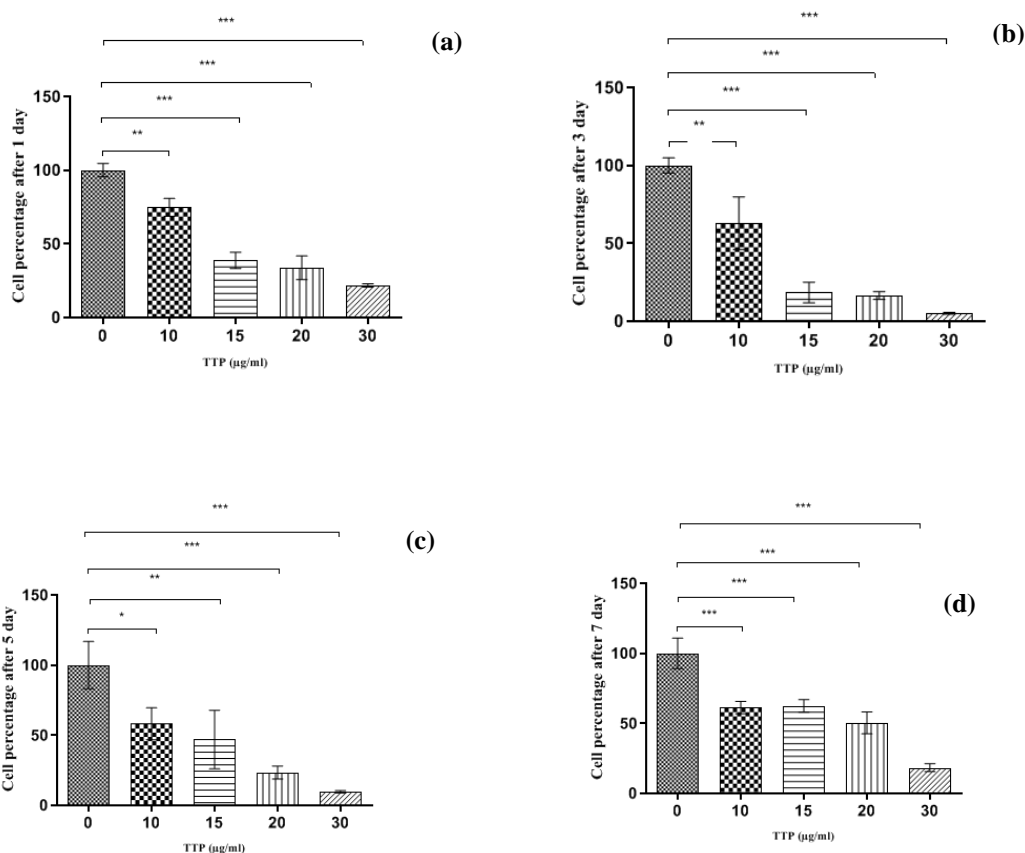 ***
(a)
***
***
**
Cell percentage after 1 day
150
100
50
0
0 10 15 20 30
TTP (µg/ml)
***
(b)
***
***
**
Cell percentage after 3 day
150
100
50
0
0 10 15 20 30
TTP (µg/ml)
***
(c)
***
**
*
Cell percentage after 5 day
150
100
50
0
0 10 15 20 30
TTP (µg/ml)
***
***
***
(d)
***
Cell percentage after 7 day
150
100
50
0
0 10 15 20 30
TTP (µg/ml)